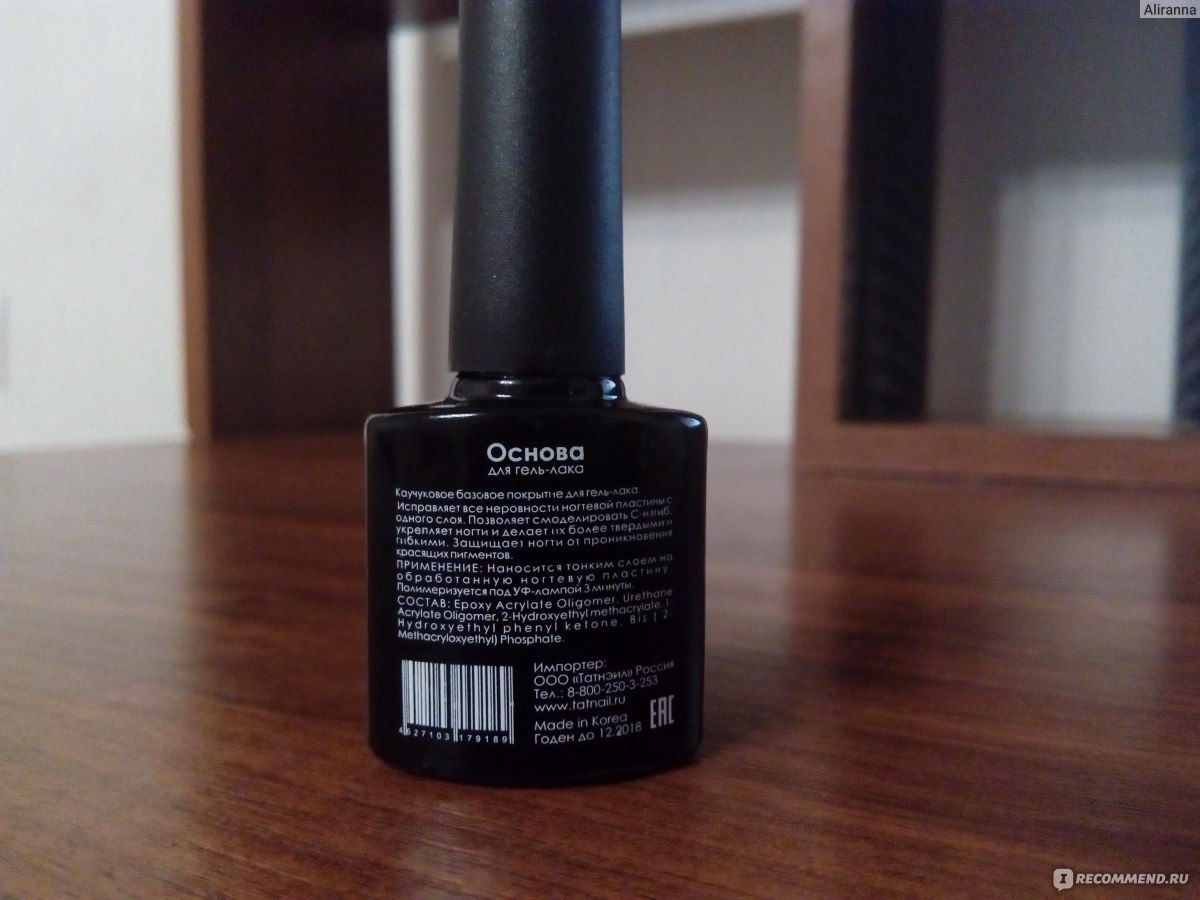 Aliranna
Основа
для гель-лака
Каучуковое базовое покрытие для гель-лака.
Исправляет все неровности ногтевой пластины с
одного слоя. Позволяет смоделировать С-изгиб,
укрепляет ногти и делает их более твердыми и
гибкими. Защищает ногти от проникновения
красящих пигментов.
ПРИМЕНЕНИЕ: Наносится тонким слоем на
обработанную ногтевую пластину.
Полимеризуется под УФ-лампой 3 минуты.
СОСТАВ: Epoxy Acrylate Oligomer, Urethane
Acrylate Oligomer, 2-Hydroxyethyl methacrylate, 1
Hydroxyethyl phenyl ketone, Bis ( 2-
Methacryloxyethyl) Phosphate.
Импортер:
ООО «Татнэил» Россия
Тел.: 8-800-250-3-253
www.tatnail.ru
Made in Korea
Годен до 12.2018
EAC
4627103 179189
IRECOMMEND.RU